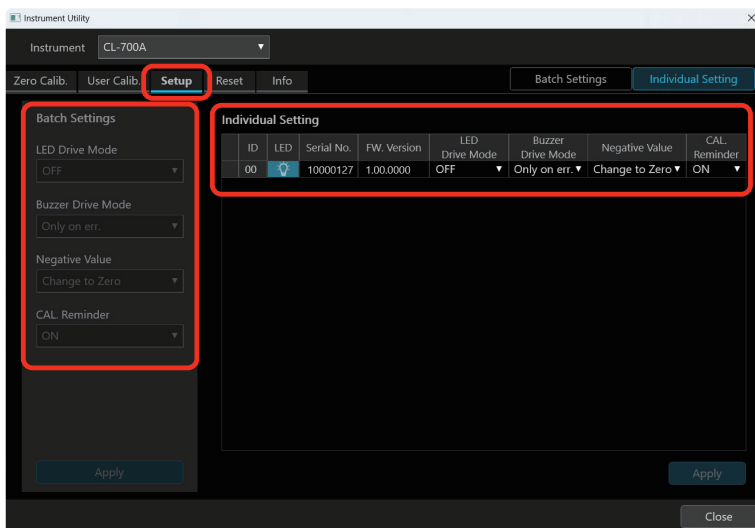 Instrument Utility
Instrument CL-700A
Zero Calib. User Calib. Setup Reset Info Batch Settings Individual Setting
Batch Settings
LED Drive Mode
OFF
Buzzer Drive Mode
Only on err.
Negative Value
Change to Zero
CAL. Reminder
ON
Apply
Individual Setting
ID LED Serial No. FW. Version LED Drive Mode Buzzer Drive Mode Negative Value CAL. Reminder
00 10000127 1.00.0000 OFF Only on err. Change to Zero ON
Apply
Close